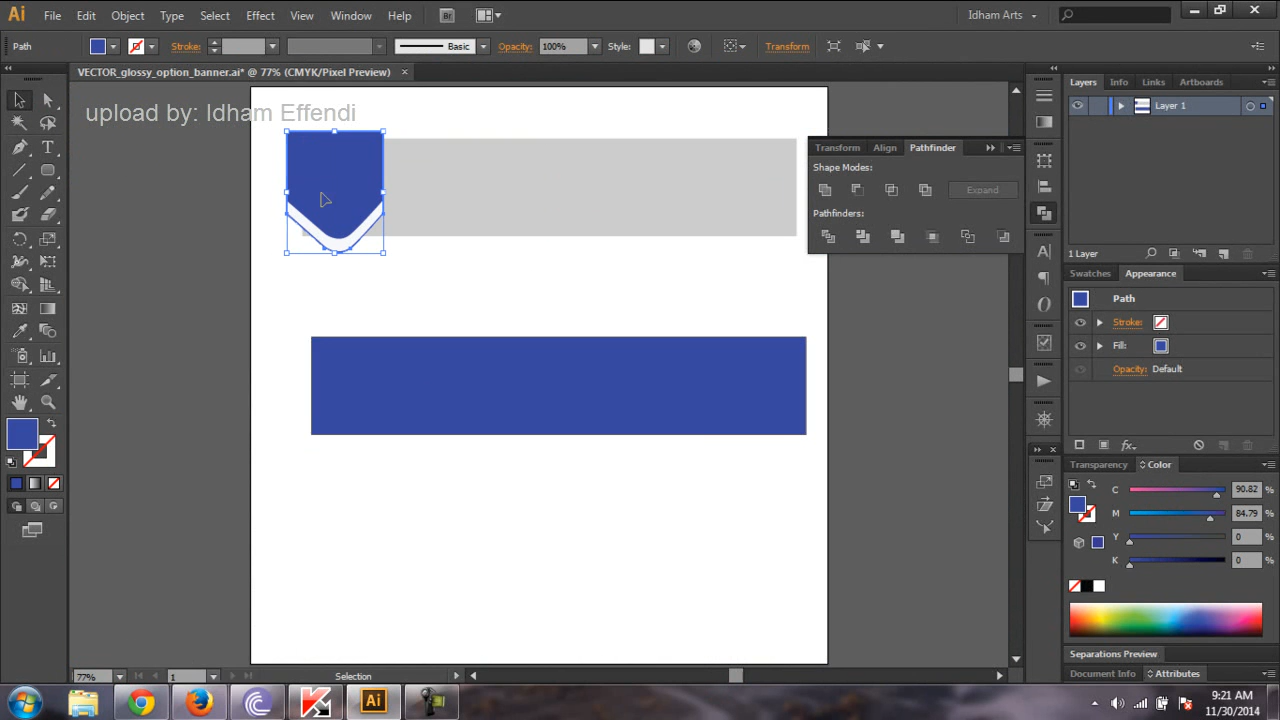 Ai File Edit Object Type Select Effect View Window Help Br Idham Arts
Path Stroke: Basic Opacity: 100% Style: Transform
VECTOR_glossy_option_banner.ai* @ 77% (CMYK/Pixel Preview) ×
upload by: Idham Effendi
Layers Info Links Artboards
Layer 1
Transform Align Pathfinder
Shape Modes:
Expand
Pathfinders:
1 Layer
Swatches Appearance
Path
Stroke:
Fill:
Opacity: Default
fx
Transparency Color
C 90.82 %
M 84.79 %
Y 0 %
K 0 %
Separations Preview
Document Info Attributes
77% 1 Selection
Ai
9:21 AM
11/30/2014